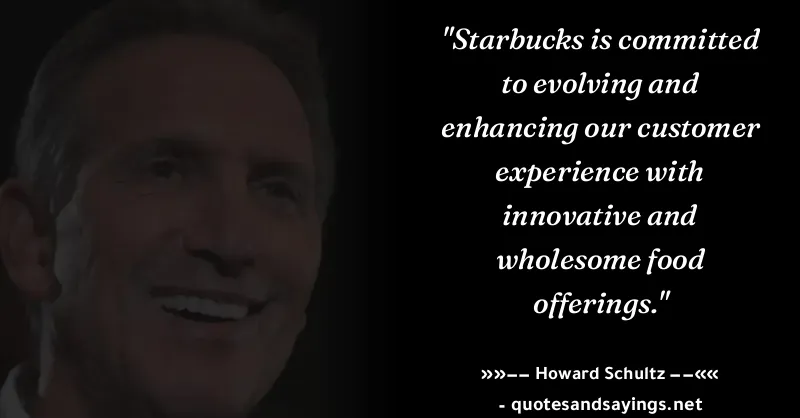 "Starbucks is committed
to evolving and
enhancing our customer
experience with
innovative and
wholesome food
offerings."
»»−− Howard Schultz −−««
- quotesandsayings.net